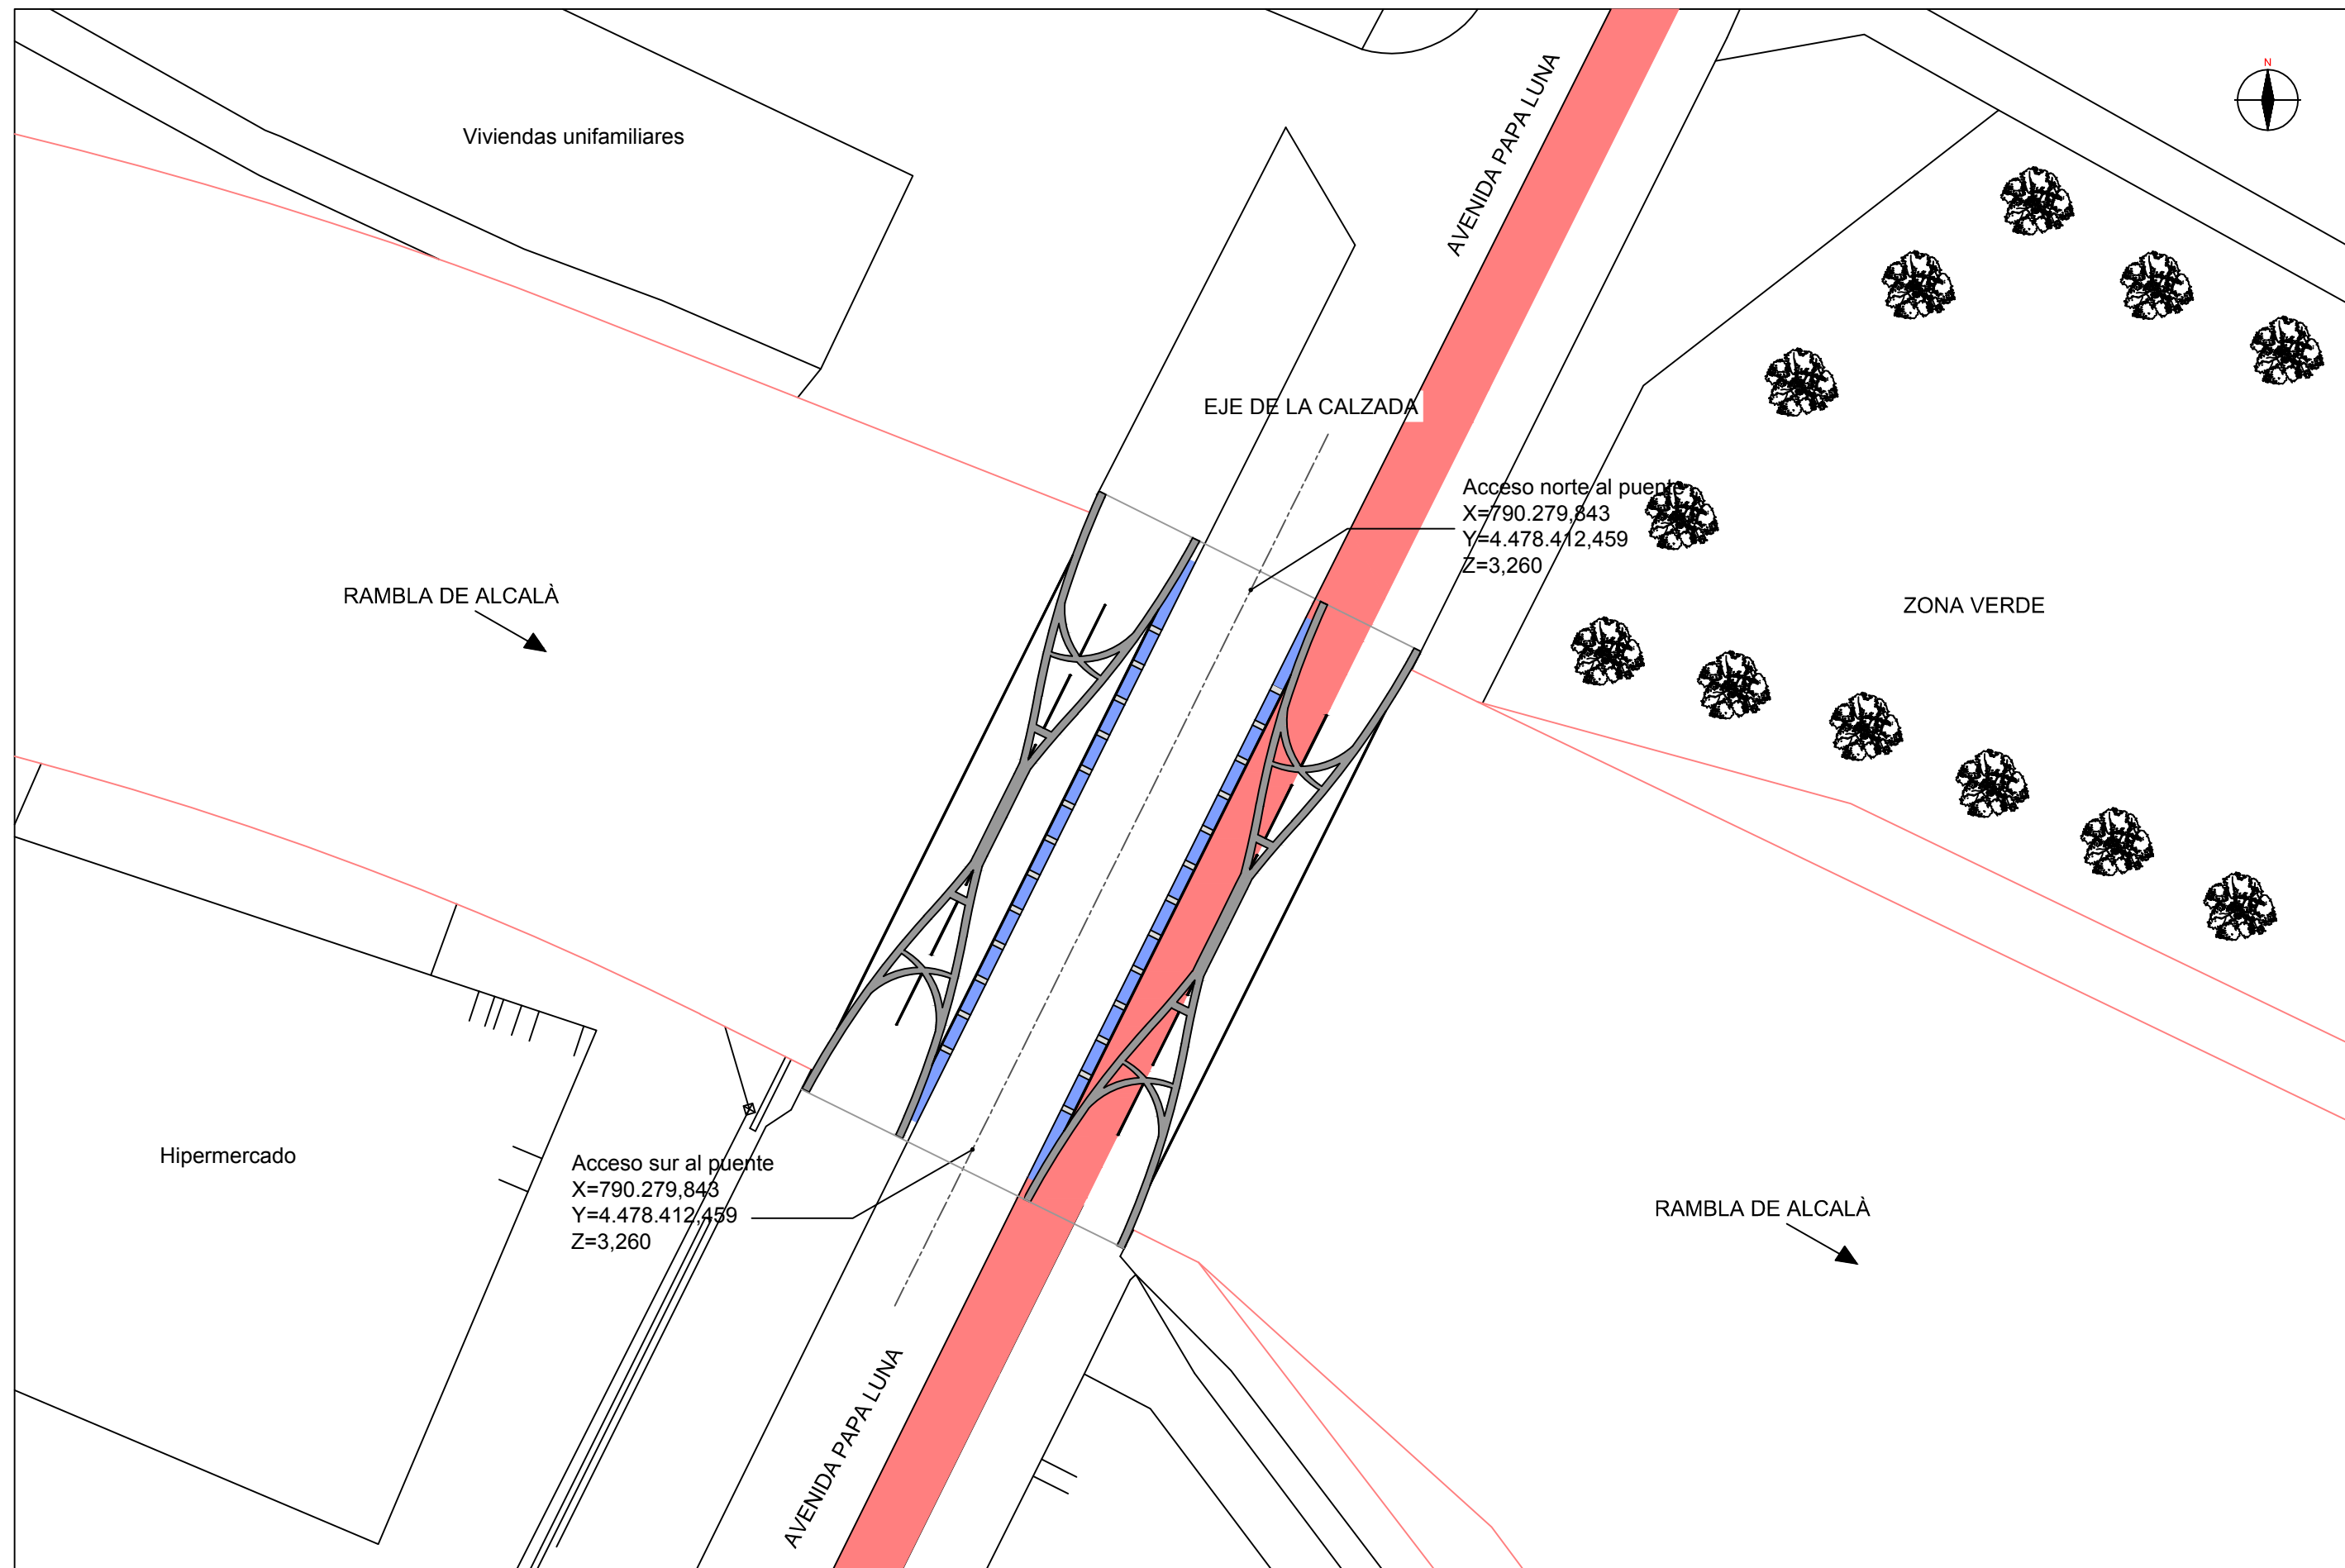 N
AVENIDA PAPA LUNA
Viviendas unifamiliares
EJE DE LA CALZADA
Acceso norte al puente
X=790.279,843
Y=4.478.412,459
Z=3,260
RAMBLA DE ALCALÀ
ZONA VERDE
Hipermercado
Acceso sur al puente
X=790.279,843
Y=4.478.412,459
Z=3,260
RAMBLA DE ALCALÀ
AVENIDA PAPA LUNA